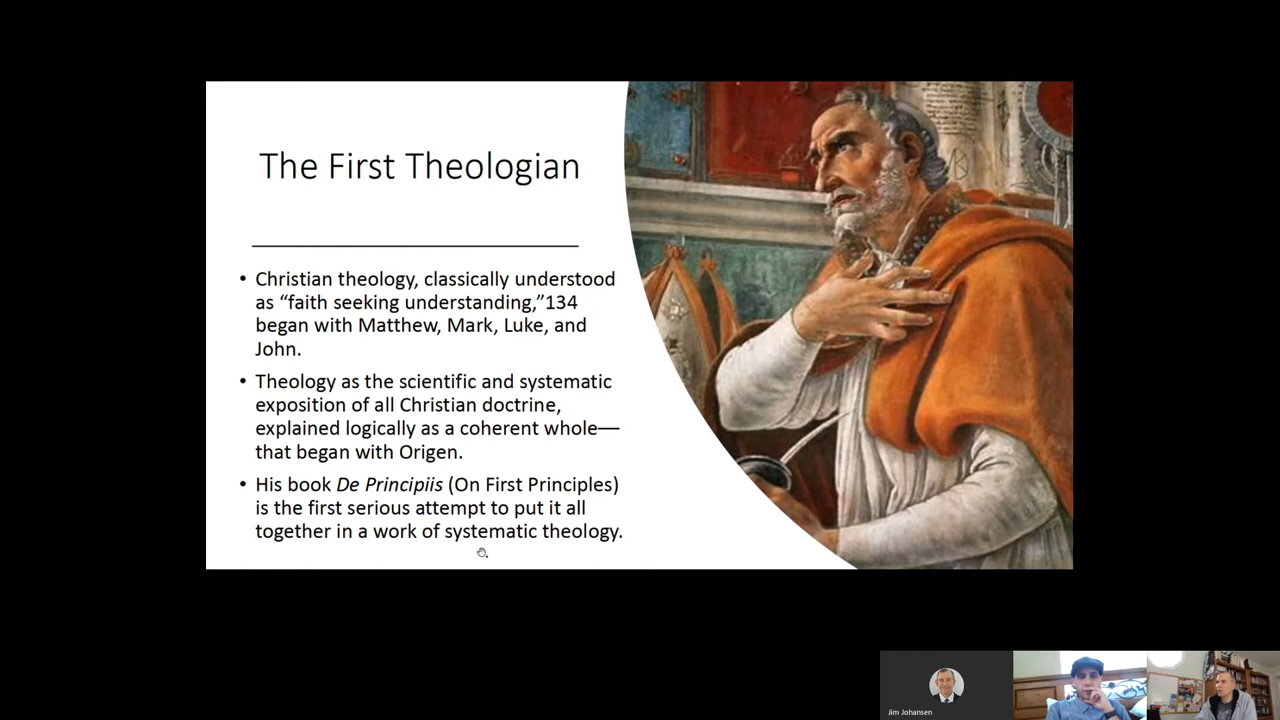 The First Theologian
• Christian theology, classically understood
as “faith seeking understanding,”134
began with Matthew, Mark, Luke, and
John.
• Theology as the scientific and systematic
exposition of all Christian doctrine,
explained logically as a coherent whole—
that began with Origen.
• His book De Principiis (On First Principles)
is the first serious attempt to put it all
together in a work of systematic theology.
Jim Johansen